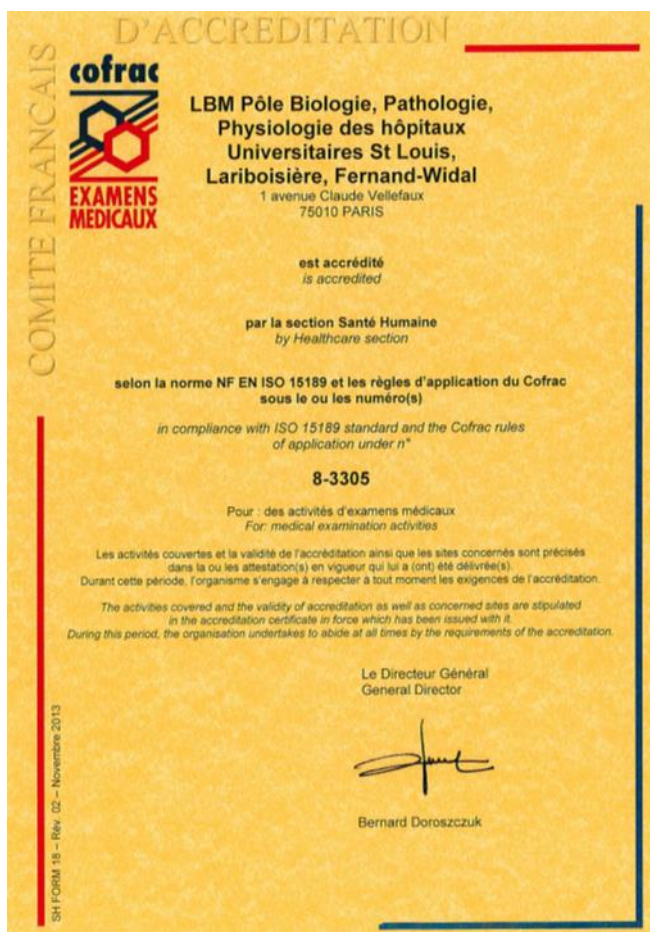 COMITE FRANCAIS
D'ACCREDITATION
cofrac
EXAMENS
MEDICAUX
LBM Pôle Biologie, Pathologie,
Physiologie des hôpitaux
Universitaires St Louis,
Lariboisière, Fernand-Widal
1 avenue Claude Vellefaux
75010 PARIS
est accrédité
is accredited
par la section Santé Humaine
by Healthcare section
selon la norme NF EN ISO 15189 et les règles d'application du Cofrac
sous le ou les numéro(s)
in compliance with ISO 15189 standard and the Cofrac rules
of application under n°
8-3305
Pour : des activités d'examens médicaux
For: medical examination activities
Les activités couvertes et la validité de l'accréditation ainsi que les sites concernés sont précisés
dans la ou les attestation(s) en vigueur qui lui a (ont) été délivrée(s).
Durant cette période, l'organisme s'engage à respecter à tout moment les exigences de l'accréditation.
The activities covered and the validity of accreditation as well as concerned sites are stipulated
in the accreditation certificate in force which has been issued with it.
During this period, the organisation undertakes to abide at all times by the requirements of the accreditation.
Le Directeur Général
General Director
Bernard Doroszczuk
SH FORM 18 – Rév. 02 – Novembre 2013